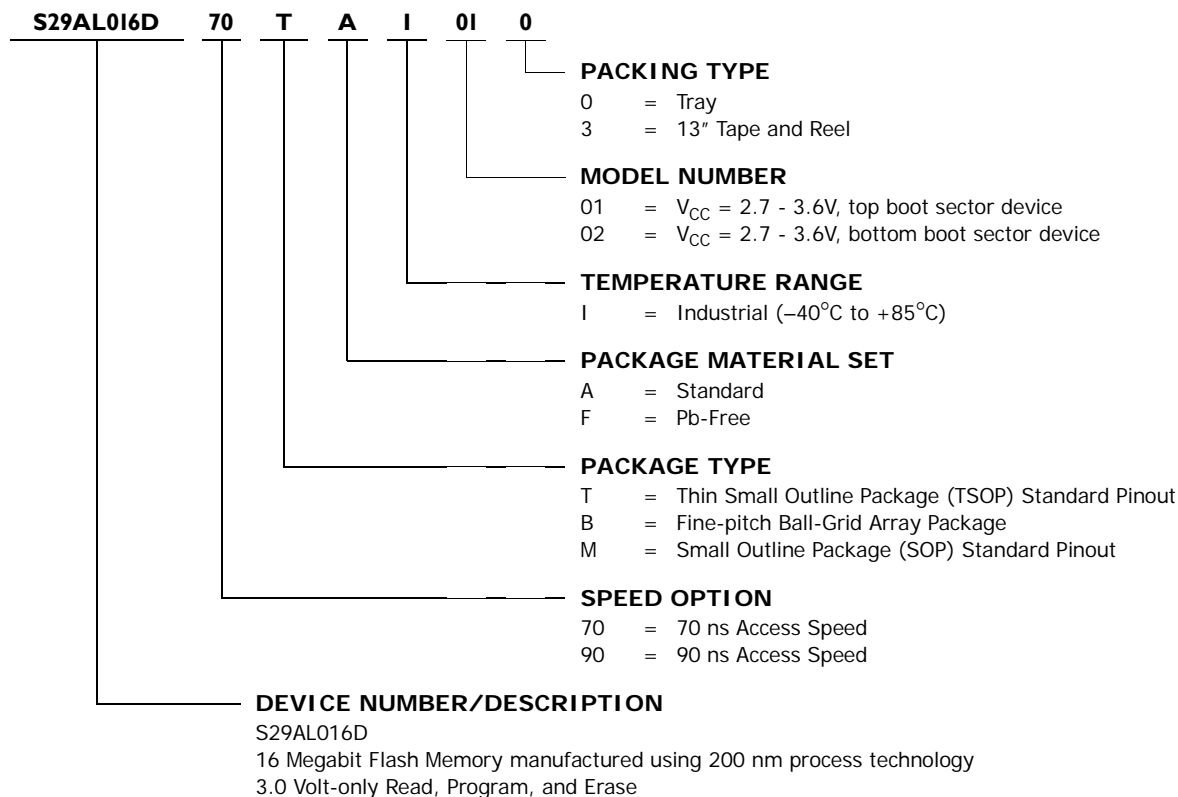 S29AL016D 70 T A I 01 0
PACKING TYPE
0 = Tray
3 = 13″ Tape and Reel
MODEL NUMBER
01 = VCC = 2.7 - 3.6V, top boot sector device
02 = VCC = 2.7 - 3.6V, bottom boot sector device
TEMPERATURE RANGE
I = Industrial (–40°C to +85°C)
PACKAGE MATERIAL SET
A = Standard
F = Pb-Free
PACKAGE TYPE
T = Thin Small Outline Package (TSOP) Standard Pinout
B = Fine-pitch Ball-Grid Array Package
M = Small Outline Package (SOP) Standard Pinout
SPEED OPTION
70 = 70 ns Access Speed
90 = 90 ns Access Speed
DEVICE NUMBER/DESCRIPTION
S29AL016D
16 Megabit Flash Memory manufactured using 200 nm process technology
3.0 Volt-only Read, Program, and Erase